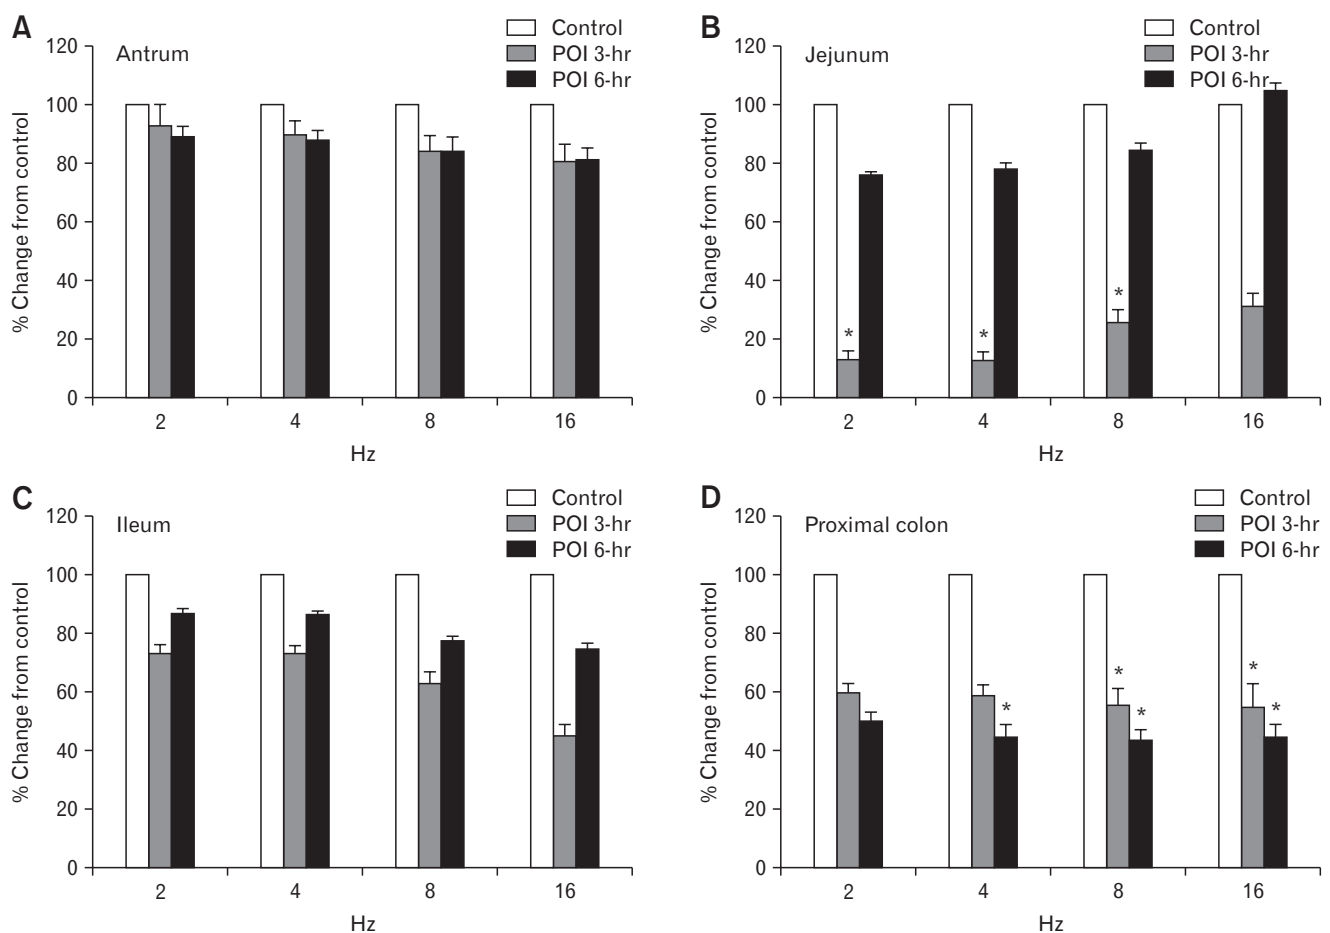 A
Antrum
Control
POI 3-hr
POI 6-hr
% Change from control
120
100
80
60
40
20
0
2 4 8 16
Hz
B
Jejunum
Control
POI 3-hr
POI 6-hr
% Change from control
120
100
80
60
40
20
0
* * *
2 4 8 16
Hz
C
Ileum
Control
POI 3-hr
POI 6-hr
% Change from control
120
100
80
60
40
20
0
2 4 8 16
Hz
D
Proximal colon
Control
POI 3-hr
POI 6-hr
% Change from control
120
100
80
60
40
20
0
* * * * *
2 4 8 16
Hz